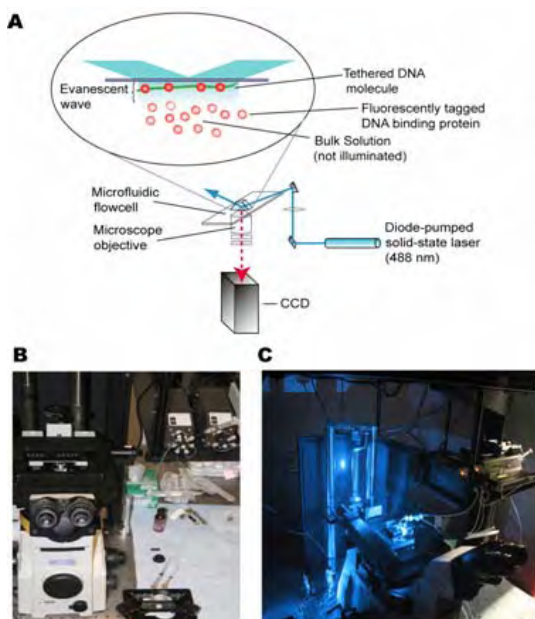 A
Evanescent
wave
Tethered DNA
molecule
Fluorescently tagged
DNA binding protein
Bulk Solution
(not illuminated)
Microfluidic
flowcell
Microscope
objective
Diode-pumped
solid-state laser
(488 nm)
CCD
B
C